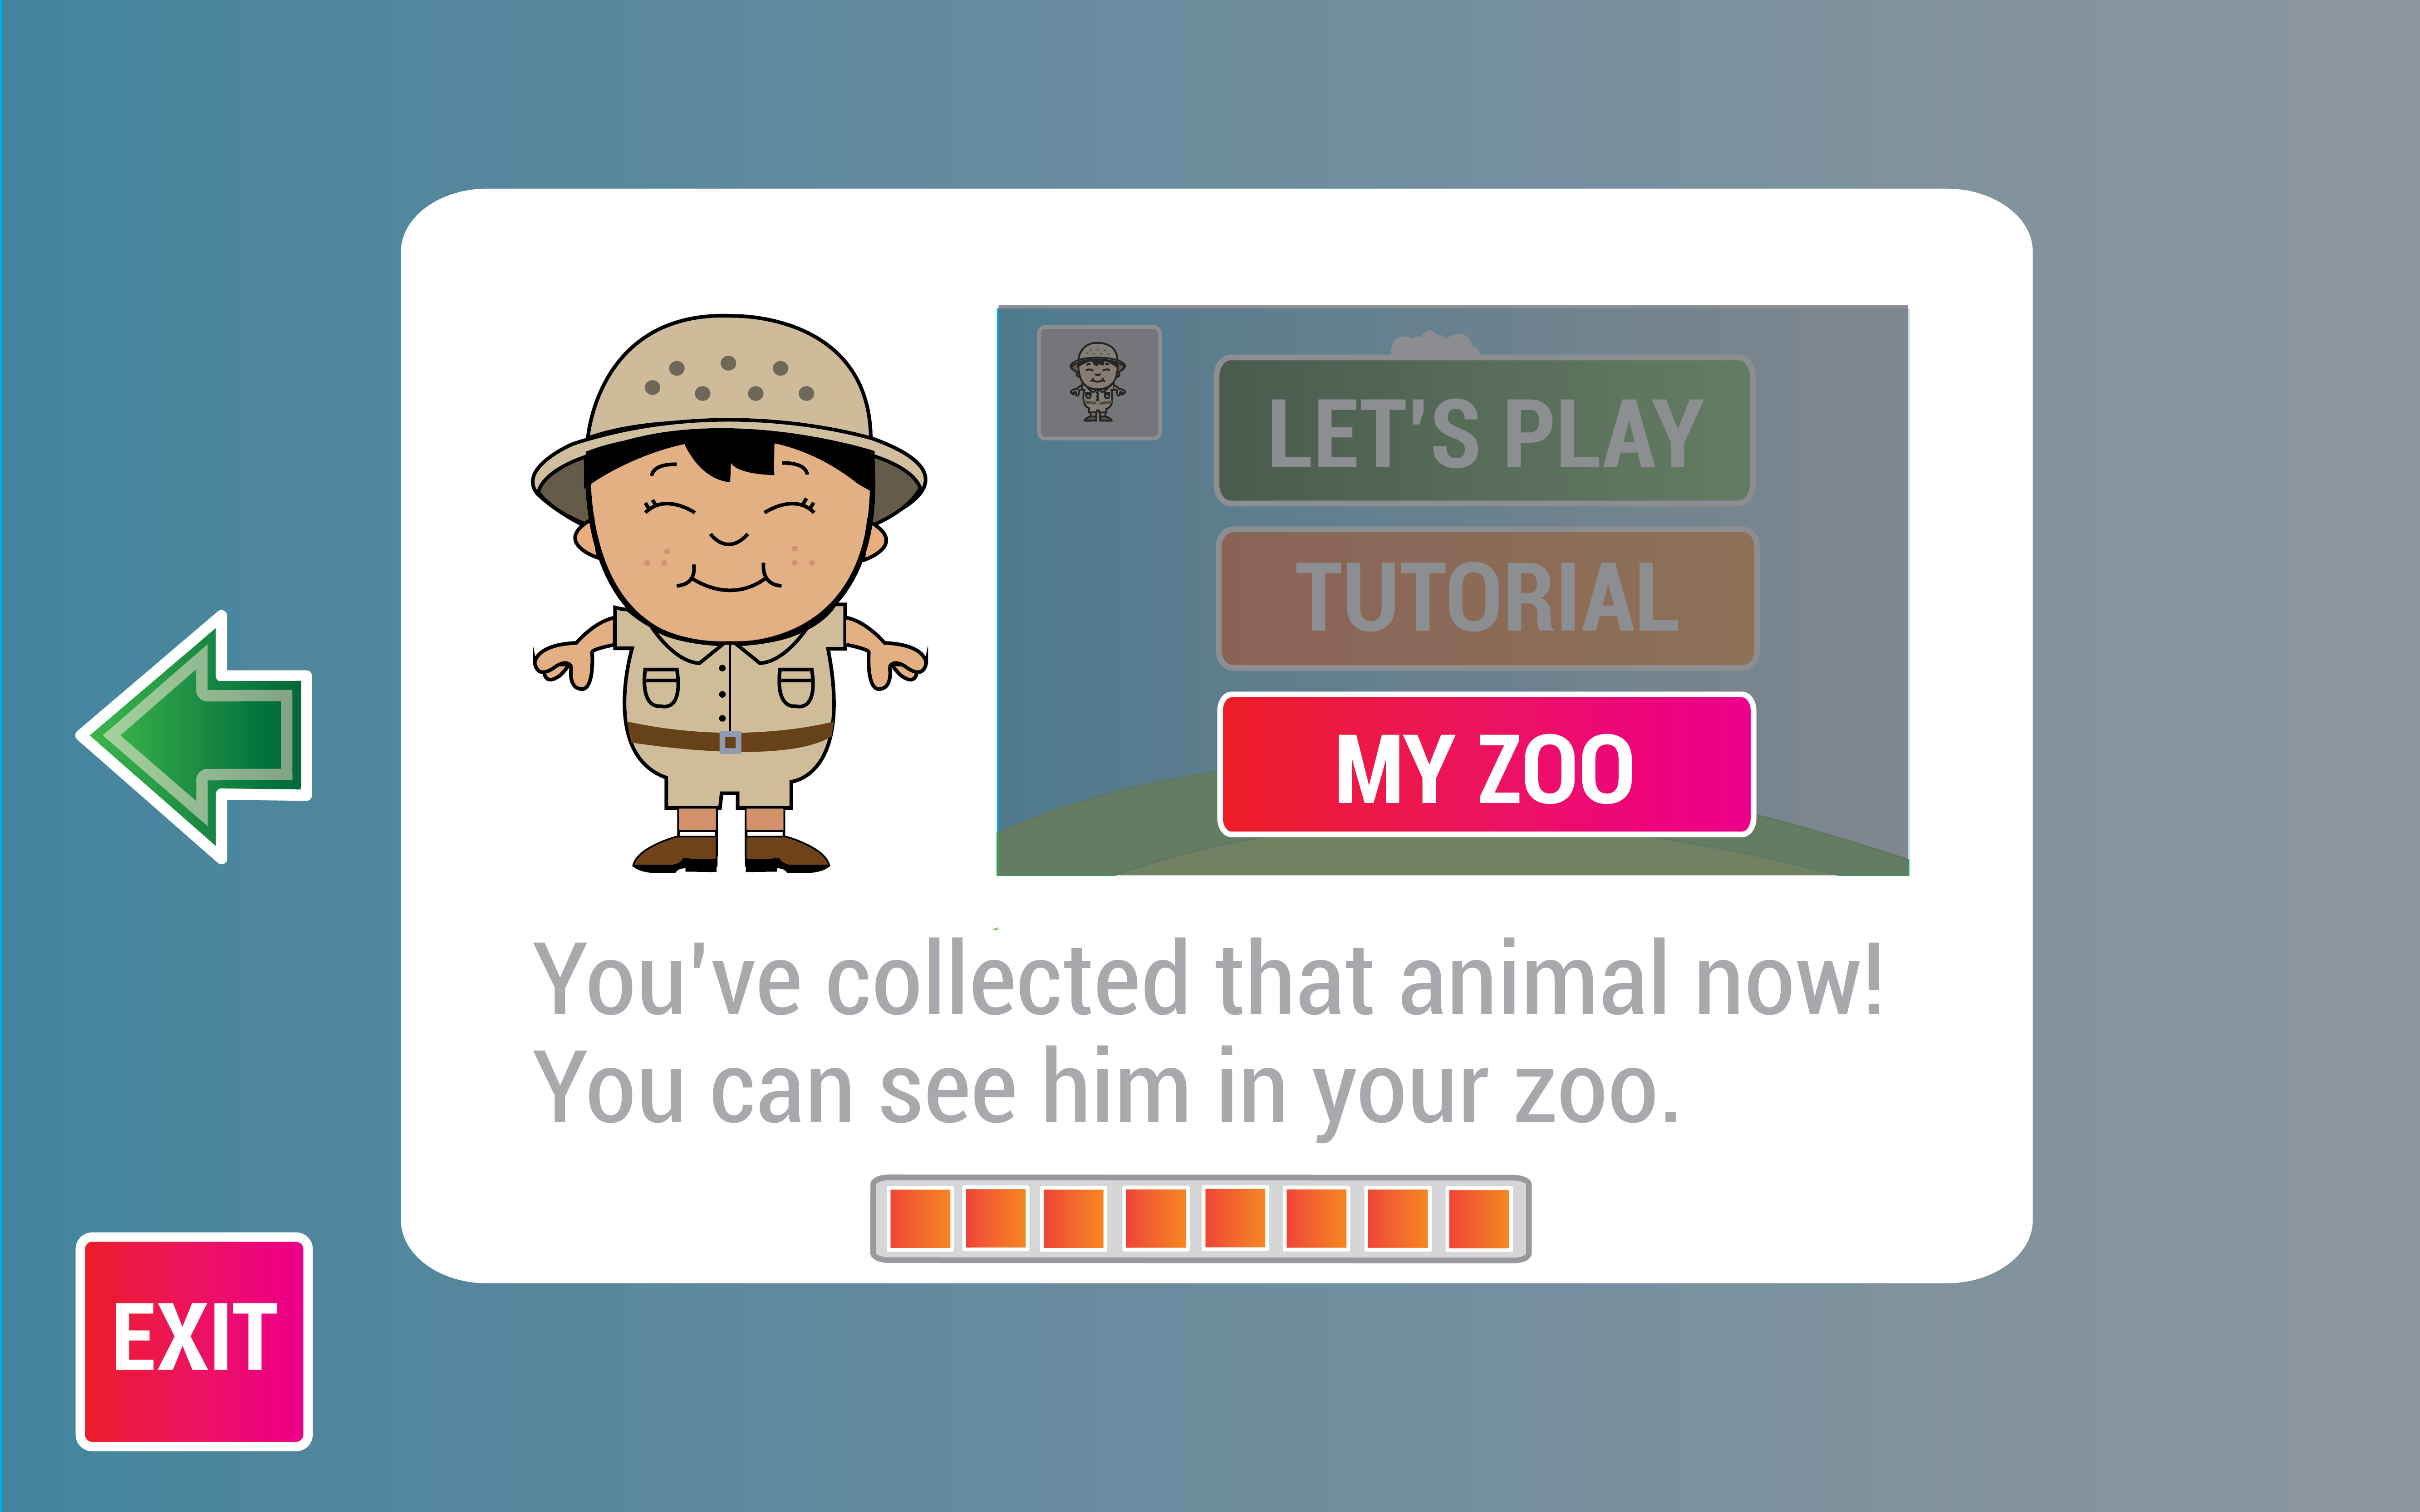 LET'S PLAY
TUTORIAL
MY ZOO
You've collected that animal now!
You can see him in your zoo.
EXIT